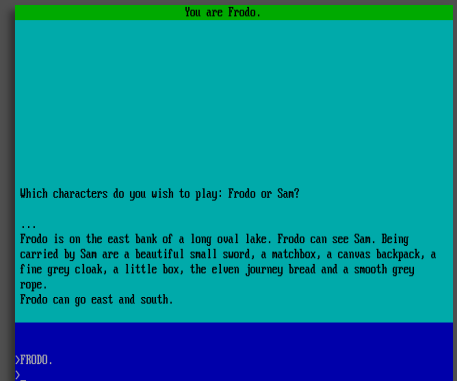 You are Frodo.
Which characters do you wish to play: Frodo or Sam?
...
Frodo is on the east bank of a long oval lake. Frodo can see Sam. Being
carried by Sam are a beautiful small sword, a matchbox, a canvas backpack, a
fine grey cloak, a little box, the elven journey bread and a smooth grey
rope.
Frodo can go east and south.
>FRODO.
>_